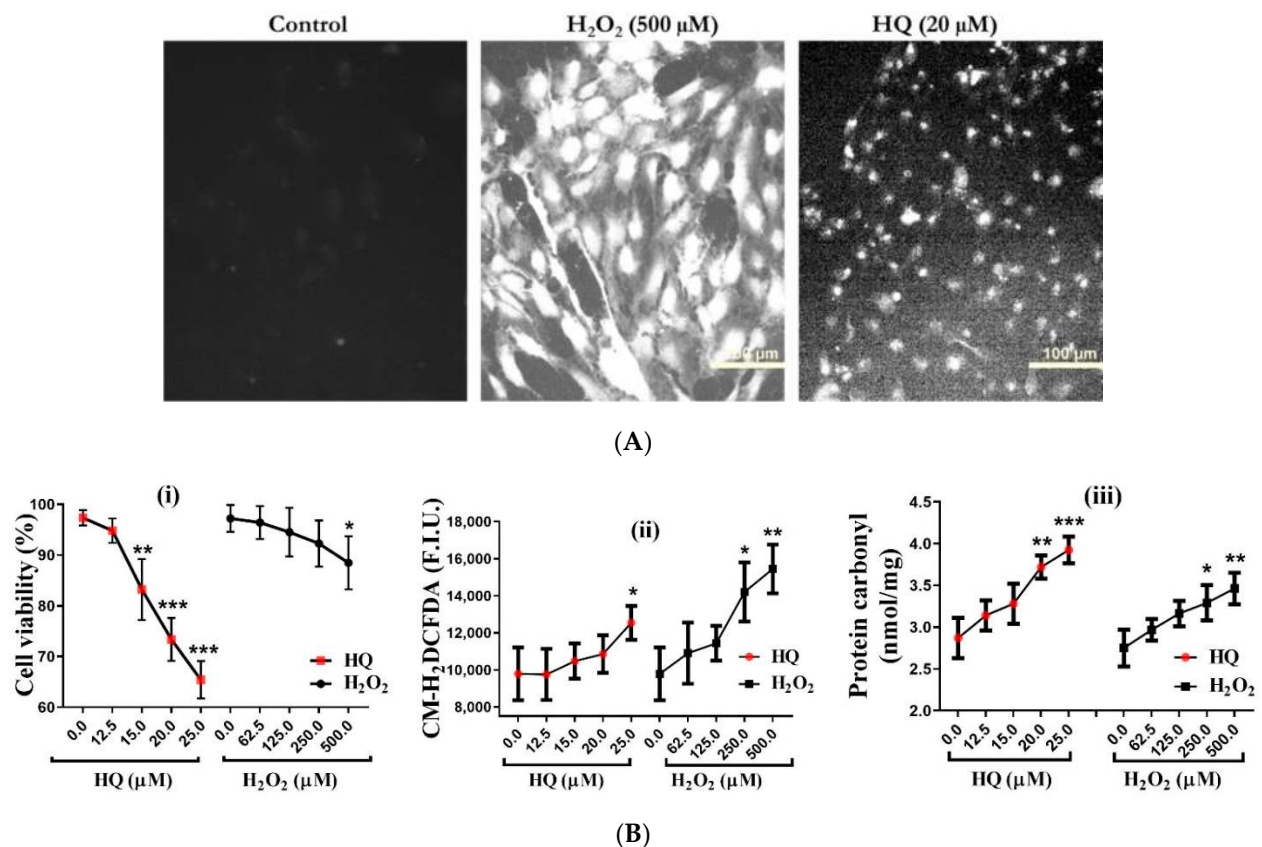 Control
H₂O₂ (500 µM)
HQ (20 µM)
100 µm
100 µm
(A)
(i)
Cell viability (%)
100
90
80
70
60
**
***
***
*
HQ
H₂O₂
0.0 12.5 15.0 20.0 25.0 0.0 62.5 125.0 250.0 500.0
HQ (µM) H₂O₂ (µM)
(ii)
CM-H₂DCFDA (F.I.U.)
18,000
16,000
14,000
12,000
10,000
8,000
*
*
**
HQ
H₂O₂
0.0 12.5 15.0 20.0 25.0 0.0 62.5 125.0 250.0 500.0
HQ (µM) H₂O₂ (µM)
(iii)
Protein carbonyl
(nmol/mg)
4.5
4.0
3.5
3.0
2.5
2.0
**
***
*
**
HQ
H₂O₂
0.0 12.5 15.0 20.0 25.0 0.0 62.5 125.0 250.0 500.0
HQ (µM) H₂O₂ (µM)
(B)